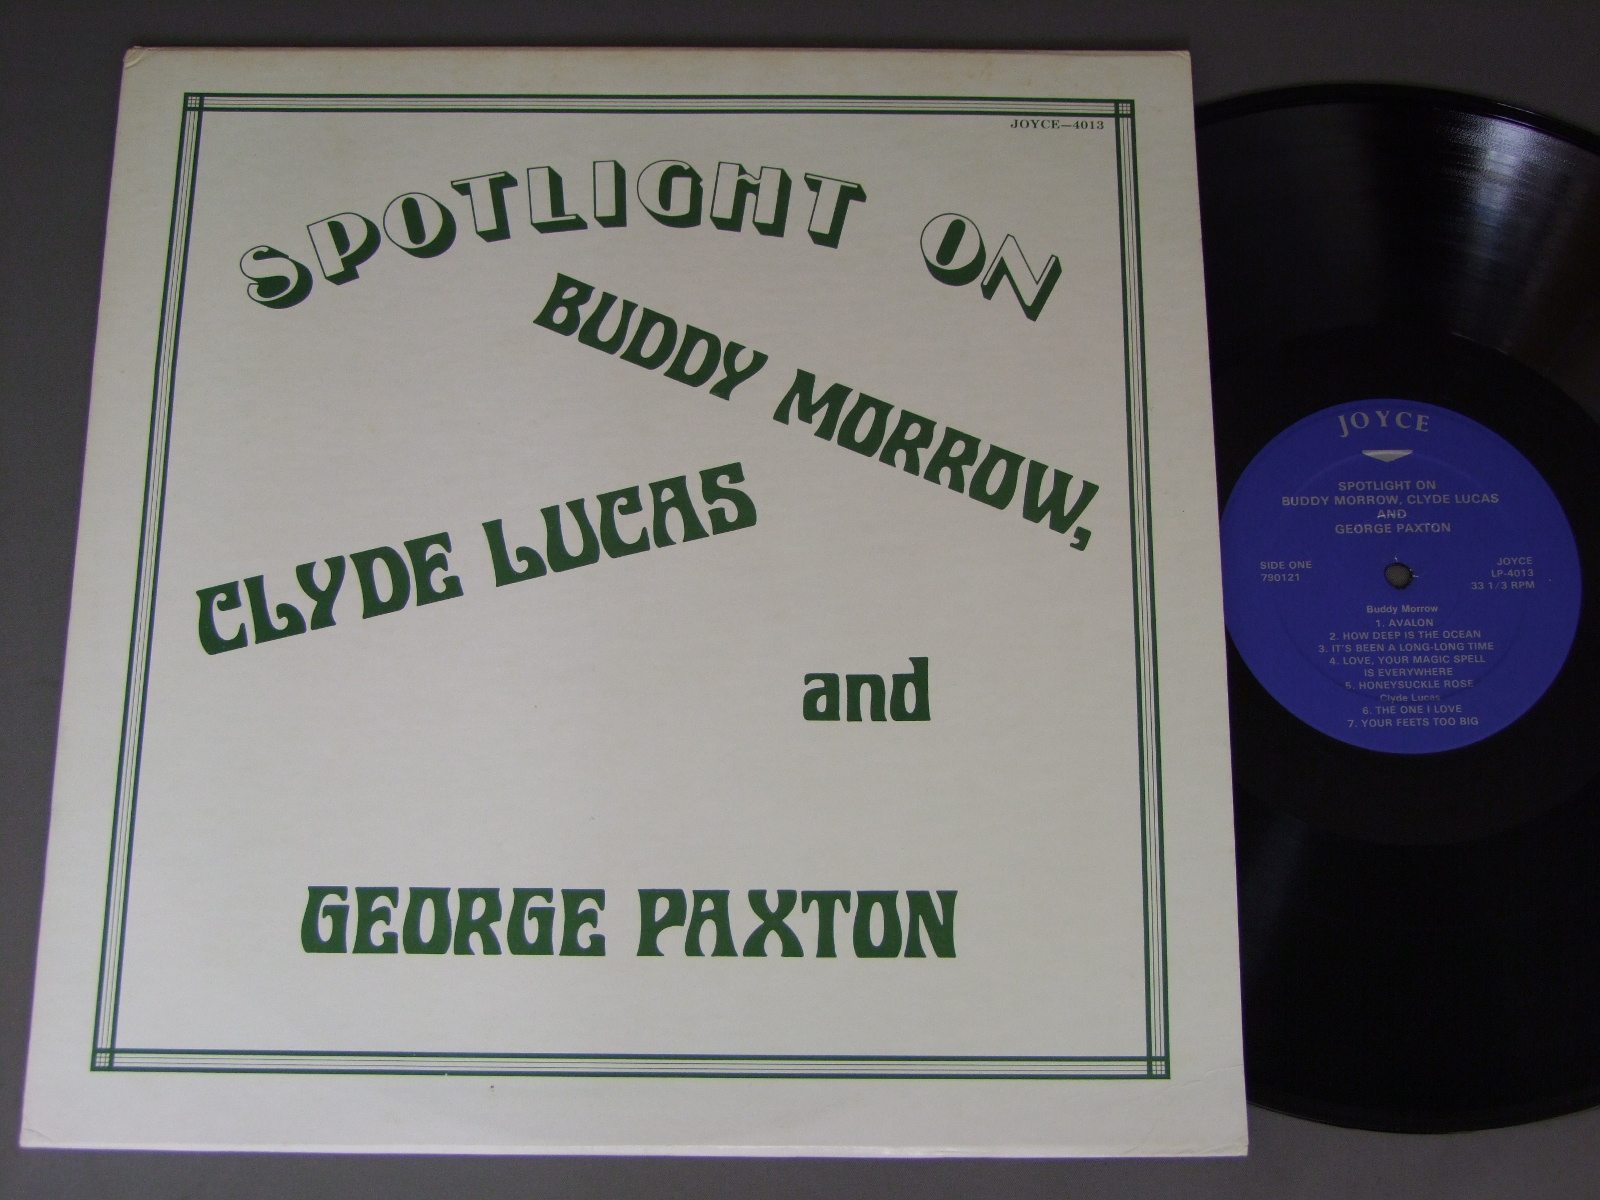 JOYCE—4013
SPOTLIGHT ON
BUDDY MORROW,
CLYDE LUCAS
and
GEORGE PAXTON
JOYCE
SPOTLIGHT ON
BUDDY MORROW, CLYDE LUCAS
AND
GEORGE PAXTON
SIDE ONE
790121
JOYCE
LP-4013
33 1/3 RPM
Buddy Morrow
1. AVALON
2. HOW DEEP IS THE OCEAN
3. IT'S BEEN A LONG-LONG TIME
4. LOVE, YOUR MAGIC SPELL
IS EVERYWHERE
5. HONEYSUCKLE ROSE
Clyde Lucas
6. THE ONE I LOVE
7. YOUR FEETS TOO BIG